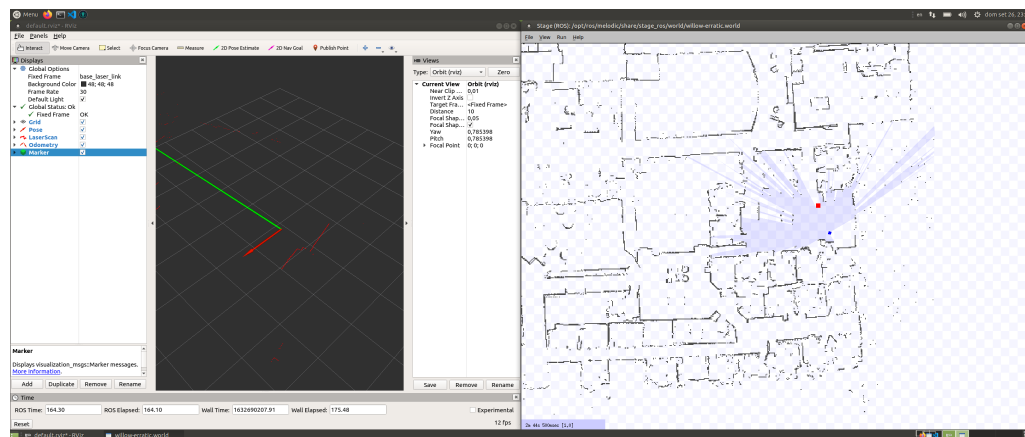 Menu
dom set 26, 23
default.rviz* - RViz
Stage (ROS): /opt/ros/melodic/share/stage_ros/world/willow-erratic.world
File Panels Help
File View Run Help
Interact Move Camera Select Focus Camera Measure 2D Pose Estimate 2D Nav Goal Publish Point
Displays
Global Options
Fixed Frame base_laser_link
Background Color 48; 48; 48
Frame Rate 30
Default Light
Global Status: Ok
Fixed Frame OK
Grid
Pose
LaserScan
Odometry
Marker
Marker
Displays visualization_msgs::Marker messages.
More Information.
Add Duplicate Remove Rename
Views
Type: Orbit (rviz) Zero
Current View Orbit (rviz)
Near Clip ... 0,01
Invert Z Axis
Target Fra... <Fixed Frame>
Distance 10
Focal Shap... 0,05
Focal Shap...
Yaw 0,785398
Pitch 0,785398
Focal Point 0; 0; 0
Save Remove Rename
Time
ROS Time: 164.30 ROS Elapsed: 164.10 Wall Time: 1632690207.91 Wall Elapsed: 175.48 Experimental
Reset 12 fps
default.rviz* - RViz willow-erratic.world